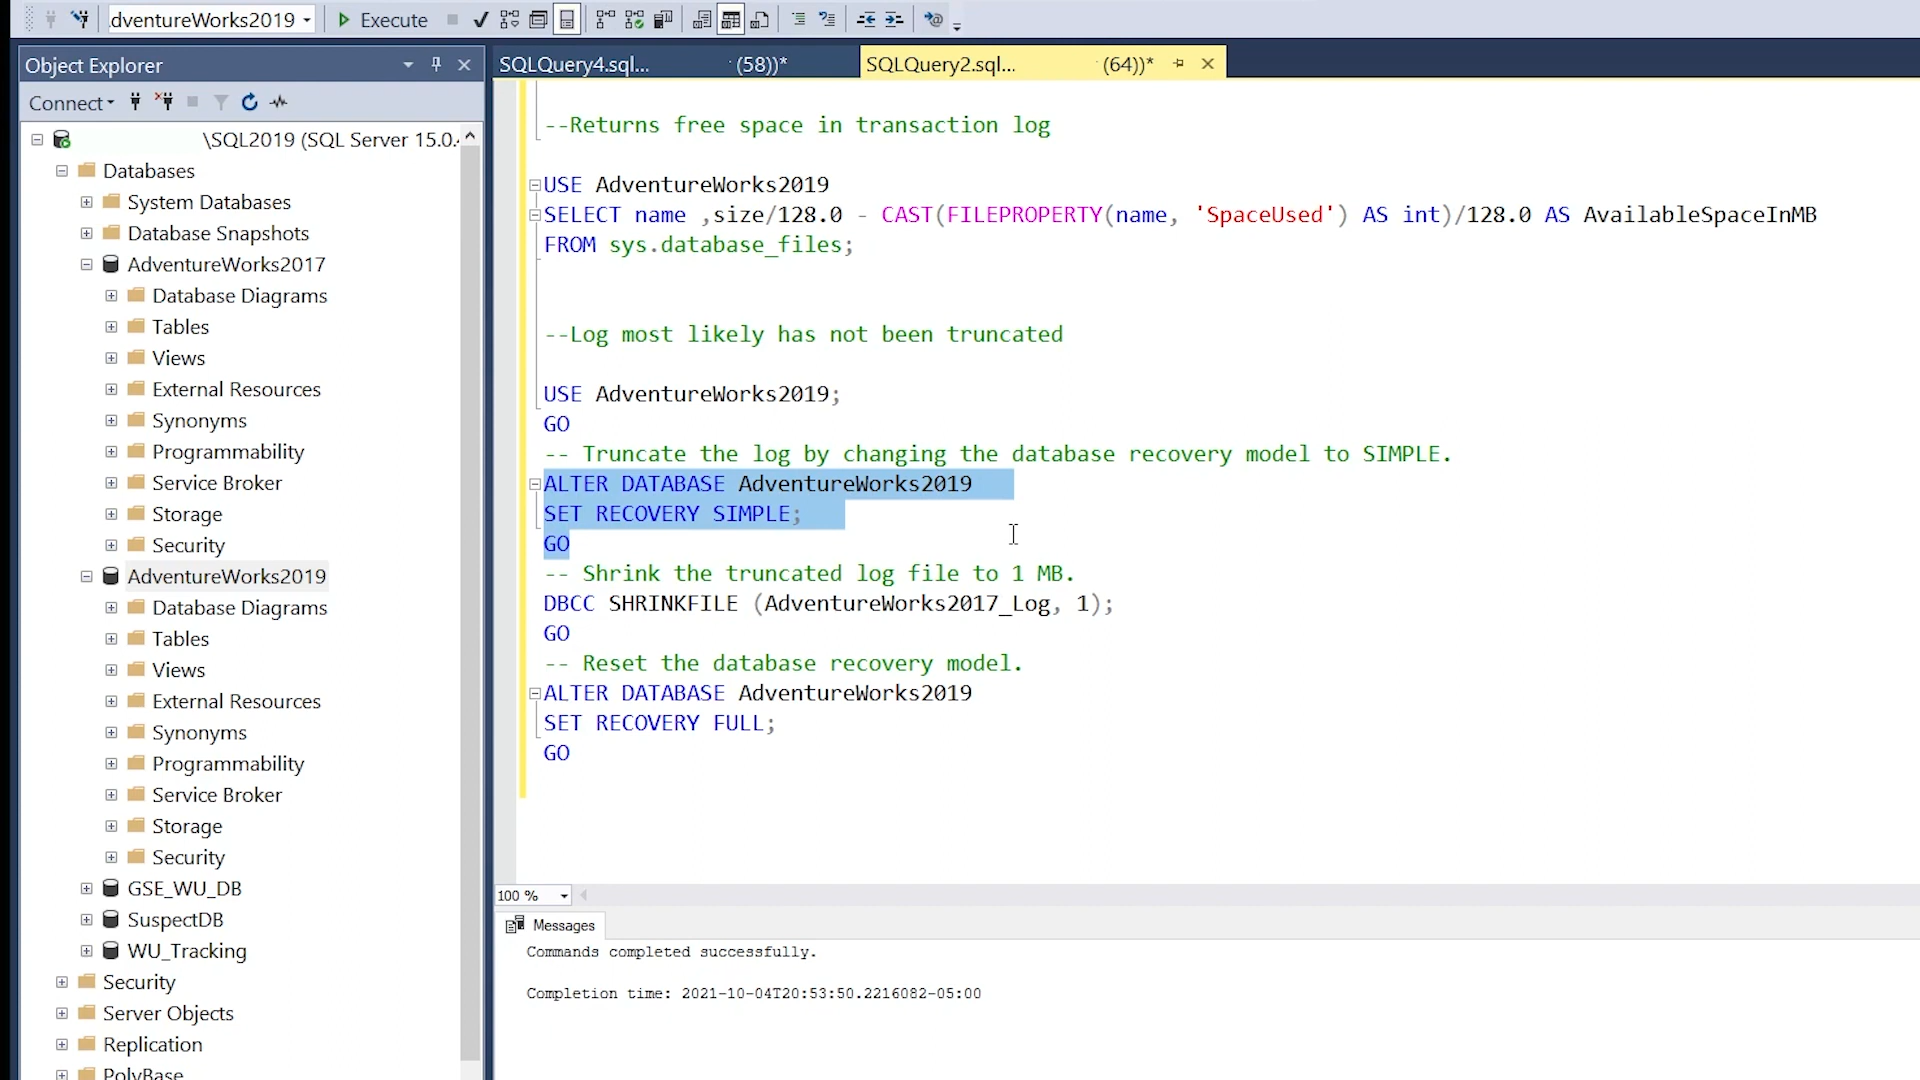 .dventureWorks2019
Execute
Object Explorer
SQLQuery4.sql... (58))*
SQLQuery2.sql... (64))*
Connect
\SQL2019 (SQL Server 15.0.
Databases
System Databases
Database Snapshots
AdventureWorks2017
Database Diagrams
Tables
Views
External Resources
Synonyms
Programmability
Service Broker
Storage
Security
AdventureWorks2019
Database Diagrams
Tables
Views
External Resources
Synonyms
Programmability
Service Broker
Storage
Security
GSE_WU_DB
SuspectDB
WU_Tracking
Security
Server Objects
Replication
PolyBase
--Returns free space in transaction log
USE AdventureWorks2019
SELECT name ,size/128.0 - CAST(FILEPROPERTY(name, 'SpaceUsed') AS int)/128.0 AS AvailableSpaceInMB
FROM sys.database_files;
--Log most likely has not been truncated
USE AdventureWorks2019;
GO
-- Truncate the log by changing the database recovery model to SIMPLE.
ALTER DATABASE AdventureWorks2019
SET RECOVERY SIMPLE;
GO
-- Shrink the truncated log file to 1 MB.
DBCC SHRINKFILE (AdventureWorks2017_Log, 1);
GO
-- Reset the database recovery model.
ALTER DATABASE AdventureWorks2019
SET RECOVERY FULL;
GO
100 %
Messages
Commands completed successfully.
Completion time: 2021-10-04T20:53:50.2216082-05:00